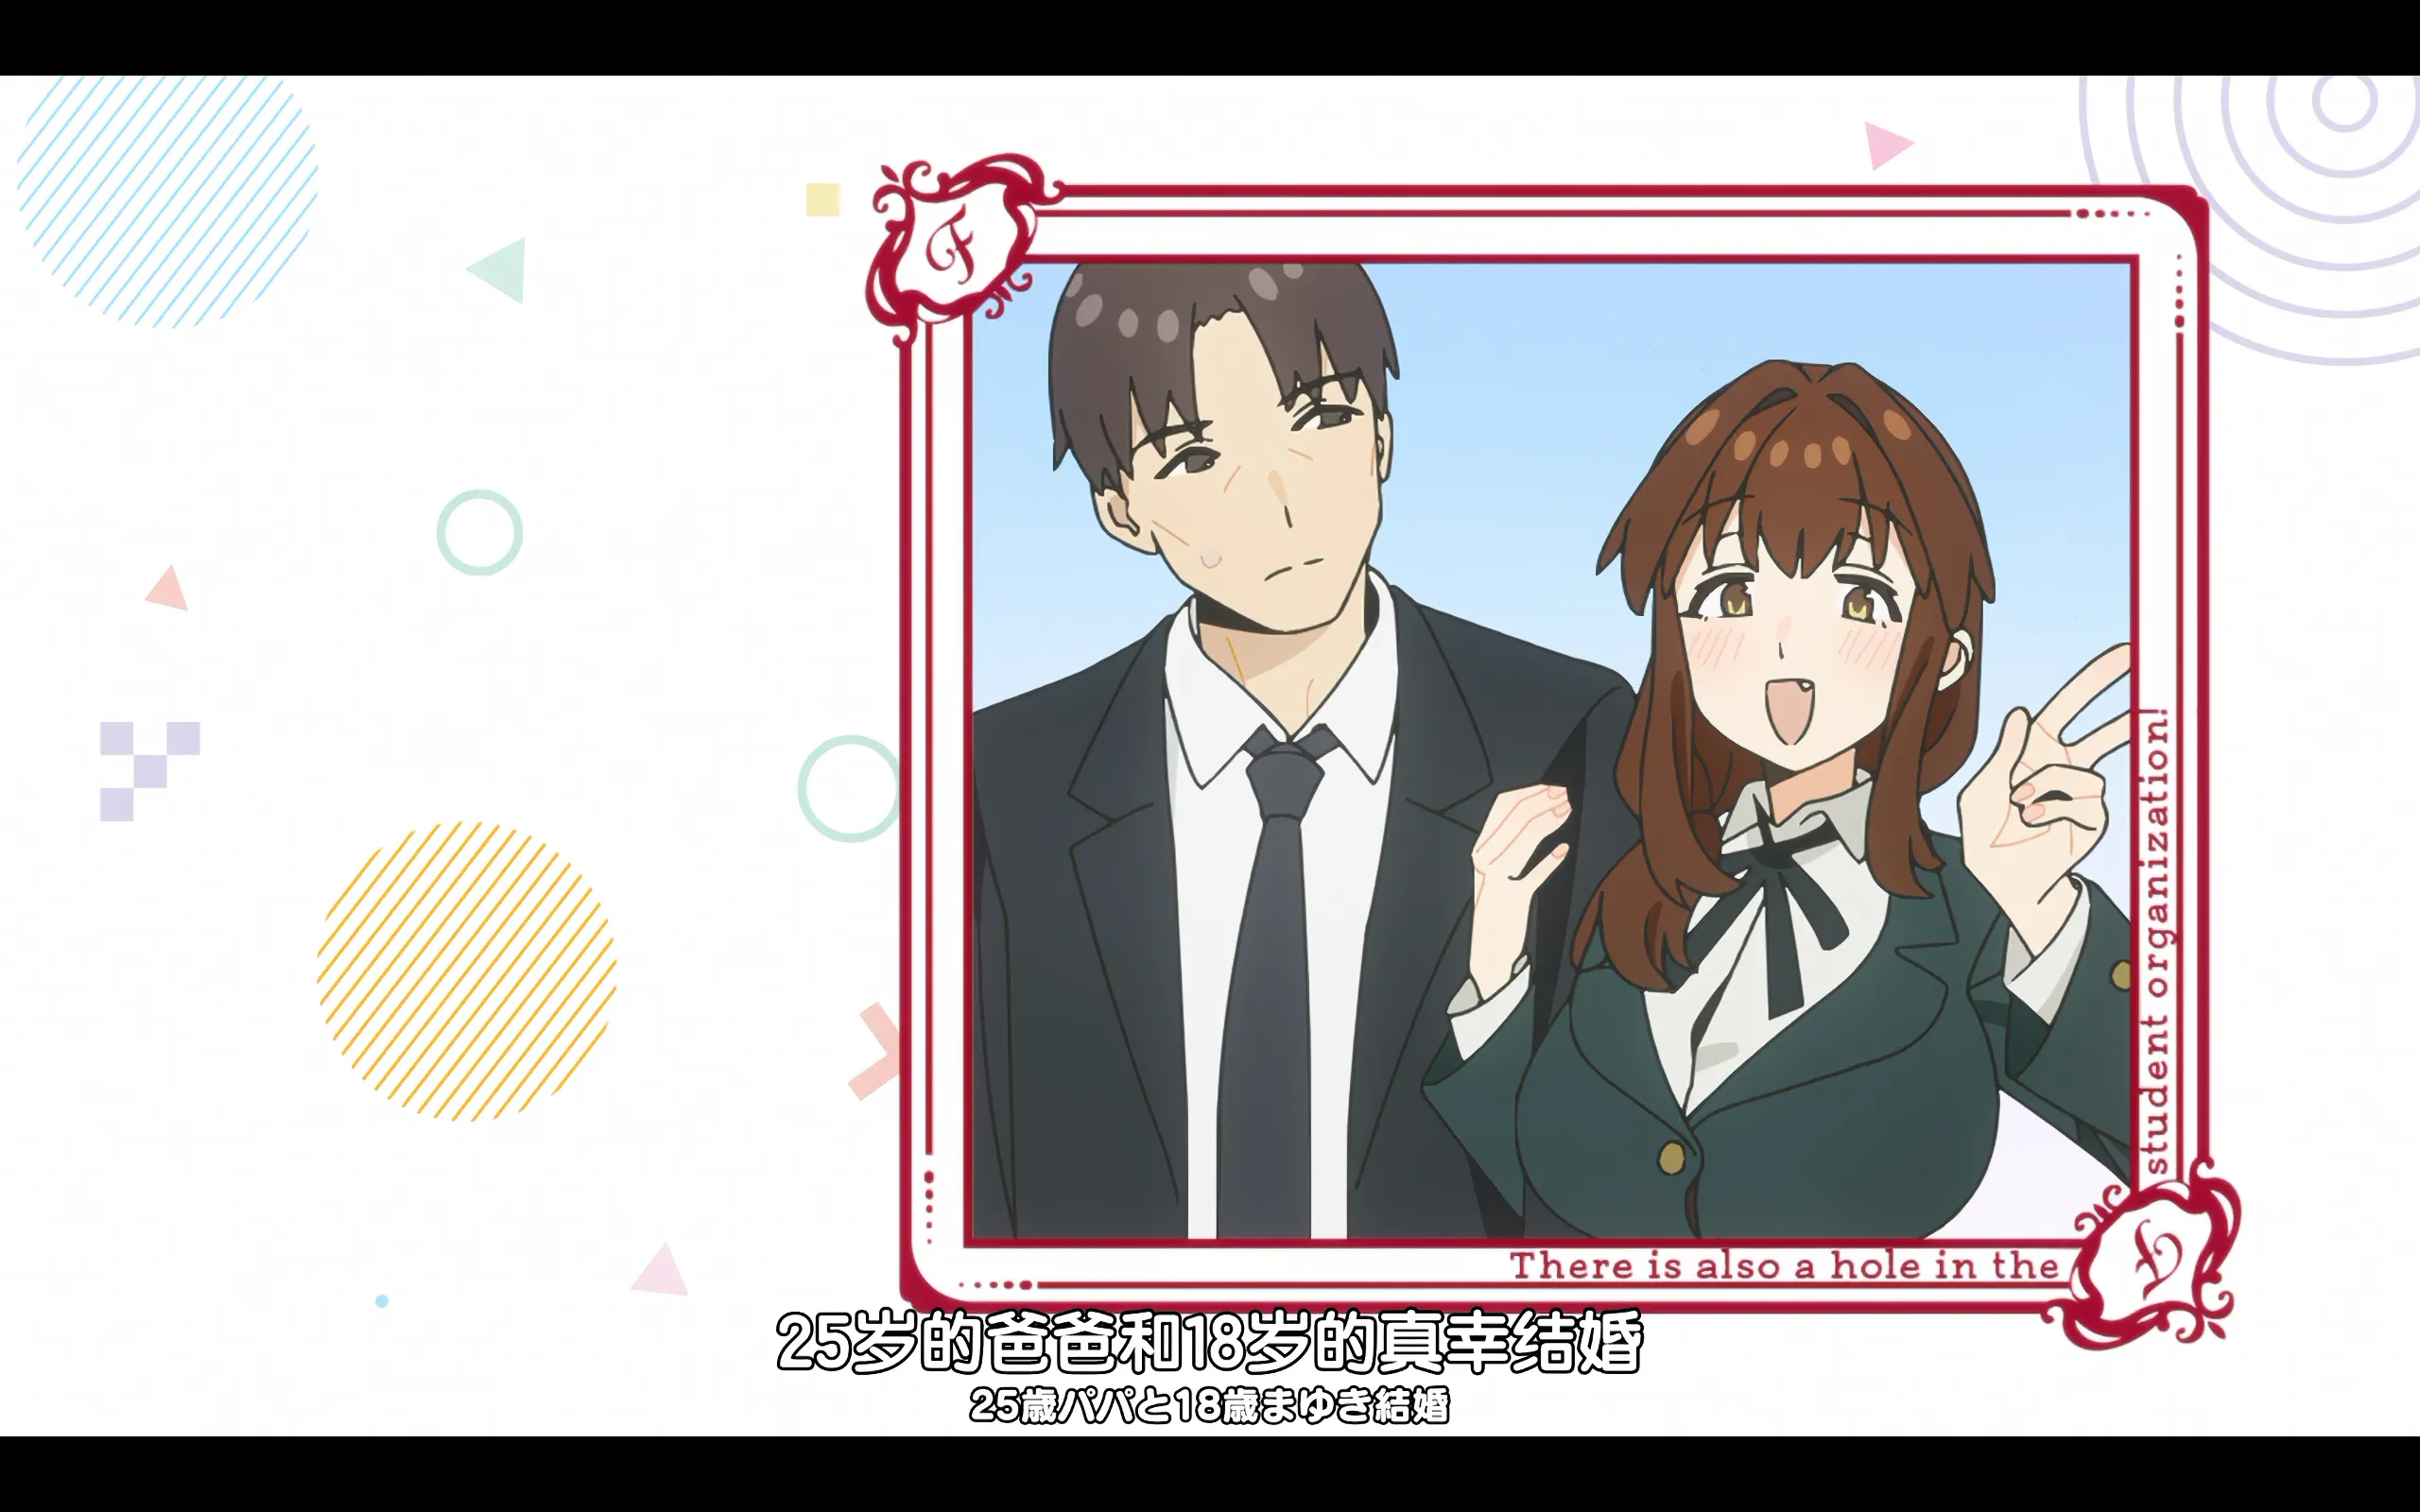 F
student organization!
There is also a hole in the
25岁的爸爸和18岁的真幸结婚
25歳パパと18歳まゆき結婚